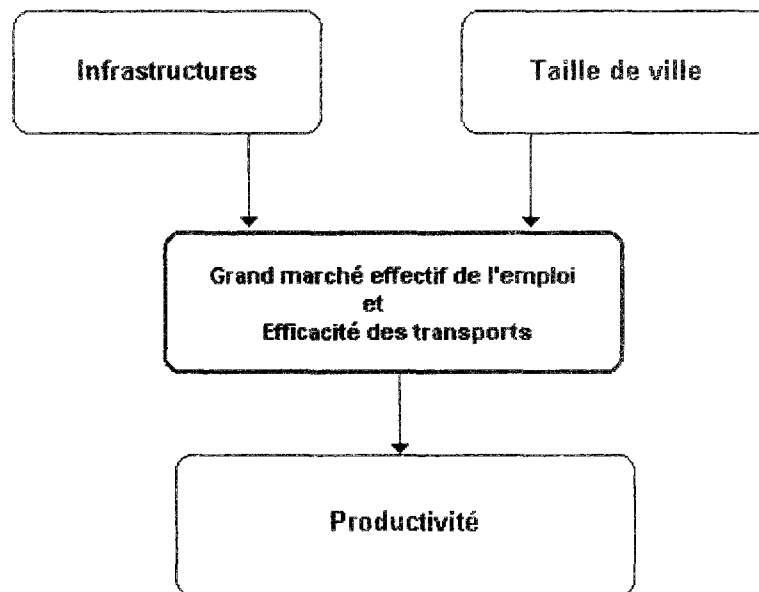 Infrastructures
Taille de ville
Grand marché effectif de l'emploi
et
Efficacité des transports
Productivité